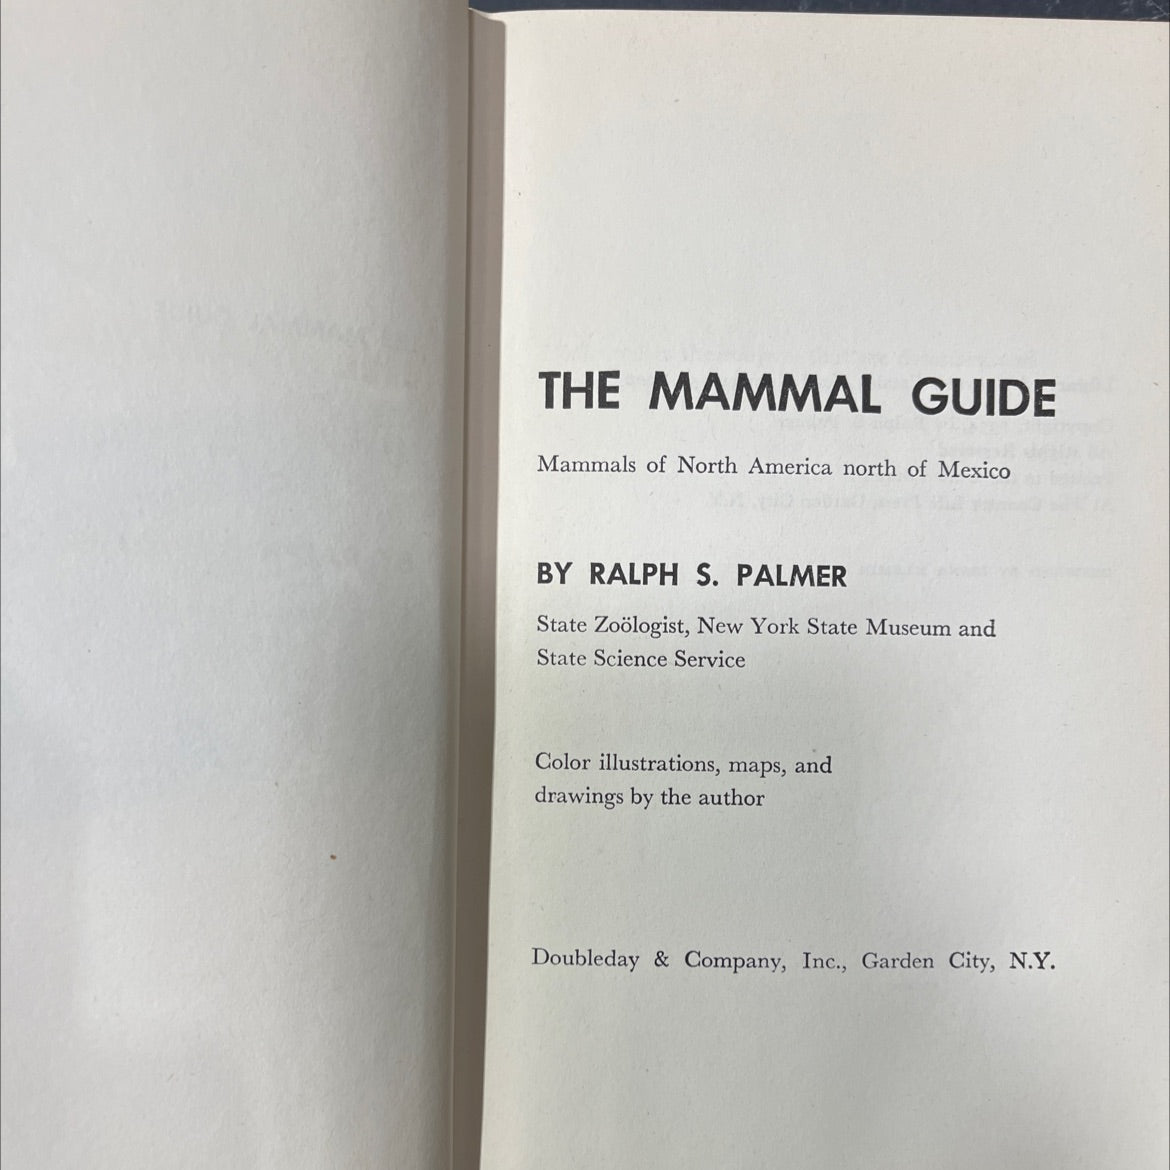 THE MAMMAL GUIDE
Mammals of North America north of Mexico
BY RALPH S. PALMER
State Zoölogist, New York State Museum and
State Science Service
Color illustrations, maps, and
drawings by the author
Doubleday & Company, Inc., Garden City, N.Y.